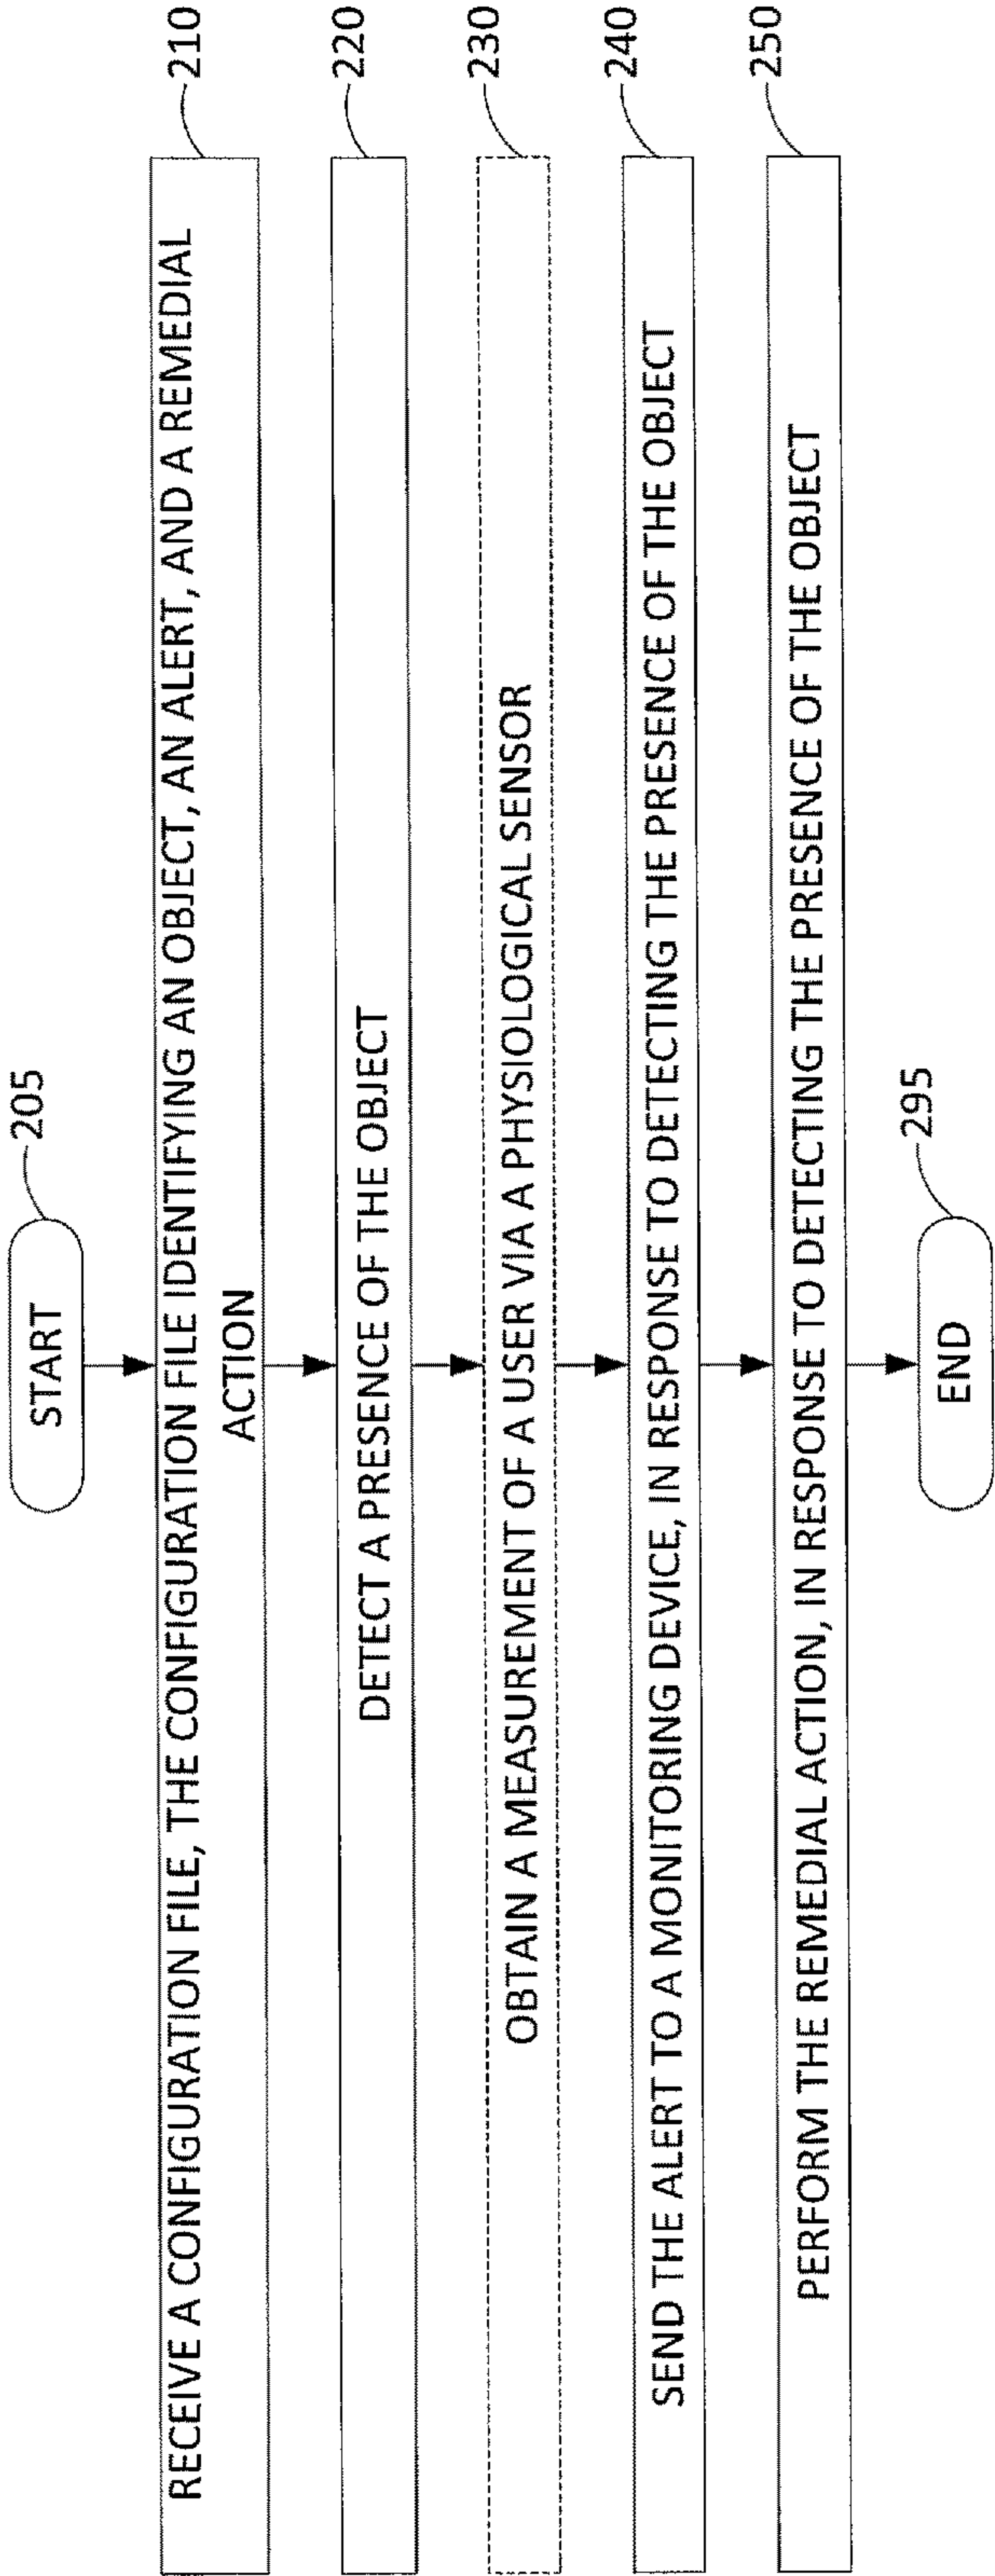 START
205
RECEIVE A CONFIGURATION FILE, THE CONFIGURATION FILE IDENTIFYING AN OBJECT, AN ALERT, AND A REMEDIAL
ACTION
210
DETECT A PRESENCE OF THE OBJECT
220
OBTAIN A MEASUREMENT OF A USER VIA A PHYSIOLOGICAL SENSOR
230
SEND THE ALERT TO A MONITORING DEVICE, IN RESPONSE TO DETECTING THE PRESENCE OF THE OBJECT
240
PERFORM THE REMEDIAL ACTION, IN RESPONSE TO DETECTING THE PRESENCE OF THE OBJECT
250
END
295